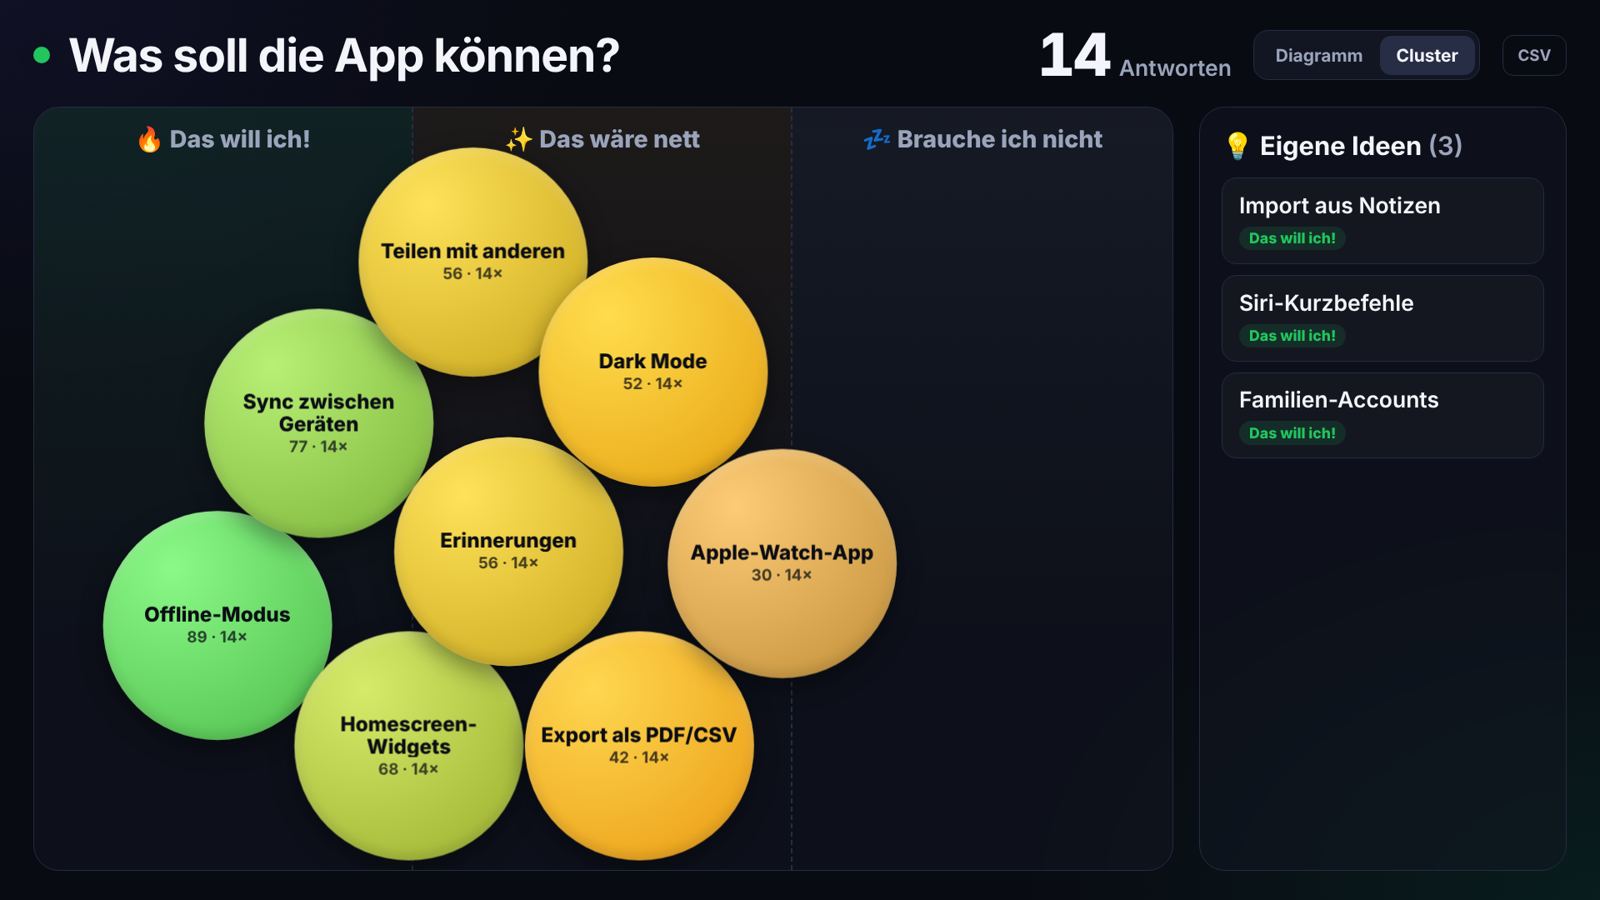 Was soll die App können?
14 Antworten
Diagramm
Cluster
CSV
🔥 Das will ich!
✨ Das wäre nett
💤 Brauche ich nicht
Teilen mit anderen
56 · 14×
Dark Mode
52 · 14×
Sync zwischen
Geräten
77 · 14×
Erinnerungen
56 · 14×
Apple-Watch-App
30 · 14×
Offline-Modus
89 · 14×
Homescreen-
Widgets
68 · 14×
Export als PDF/CSV
42 · 14×
💡 Eigene Ideen (3)
Import aus Notizen
Das will ich!
Siri-Kurzbefehle
Das will ich!
Familien-Accounts
Das will ich!